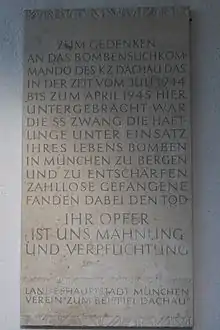 ZUM GEDENKEN
AN DAS BOMBENSUCHKOM-
MANDO DES KZ DACHAU DAS
IN DER ZEIT VOM JULI 1944
BIS ZUM APRIL 1945 HIER
UNTERGEBRACHT WAR
DIE SS ZWANG DIE HÄFT-
LINGE UNTER EINSATZ
IHRES LEBENS BOMBEN
IN MÜNCHEN ZU BERGEN
UND ZU ENTSCHÄRFEN
ZAHLLOSE GEFANGENE
FANDEN DABEI DEN TOD
IHR OPFER
IST UNS MAHNUNG
UND VERPFLICHTUNG
LANDESHAUPTSTADT MÜNCHEN
VEREIN "ZUM BEISPIEL DACHAU"